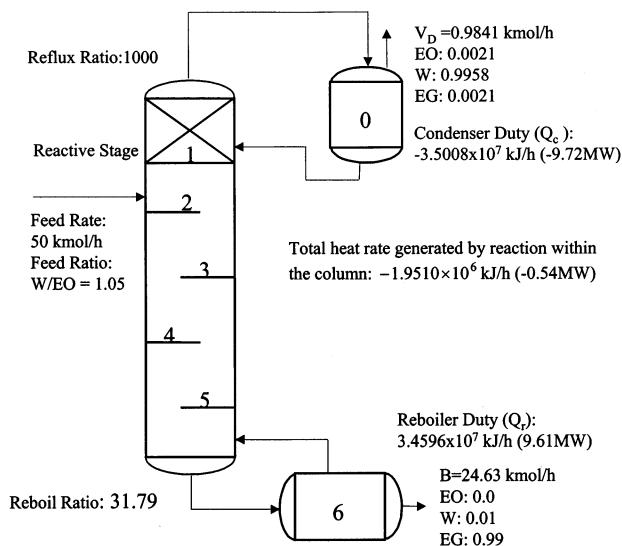 Reflux Ratio:1000
V_D =0.9841 kmol/h
EO: 0.0021
W: 0.9958
EG: 0.0021
0
Condenser Duty (Q_c ):
-3.5008x10^7 kJ/h (-9.72MW)
Reactive Stage
1
2
Feed Rate:
50 kmol/h
Feed Ratio:
W/EO = 1.05
Total heat rate generated by reaction within
the column: −1.9510×10^6 kJ/h (-0.54MW)
3
4
5
Reboiler Duty (Q_r):
3.4596x10^7 kJ/h (9.61MW)
Reboil Ratio: 31.79
6
B=24.63 kmol/h
EO: 0.0
W: 0.01
EG: 0.99